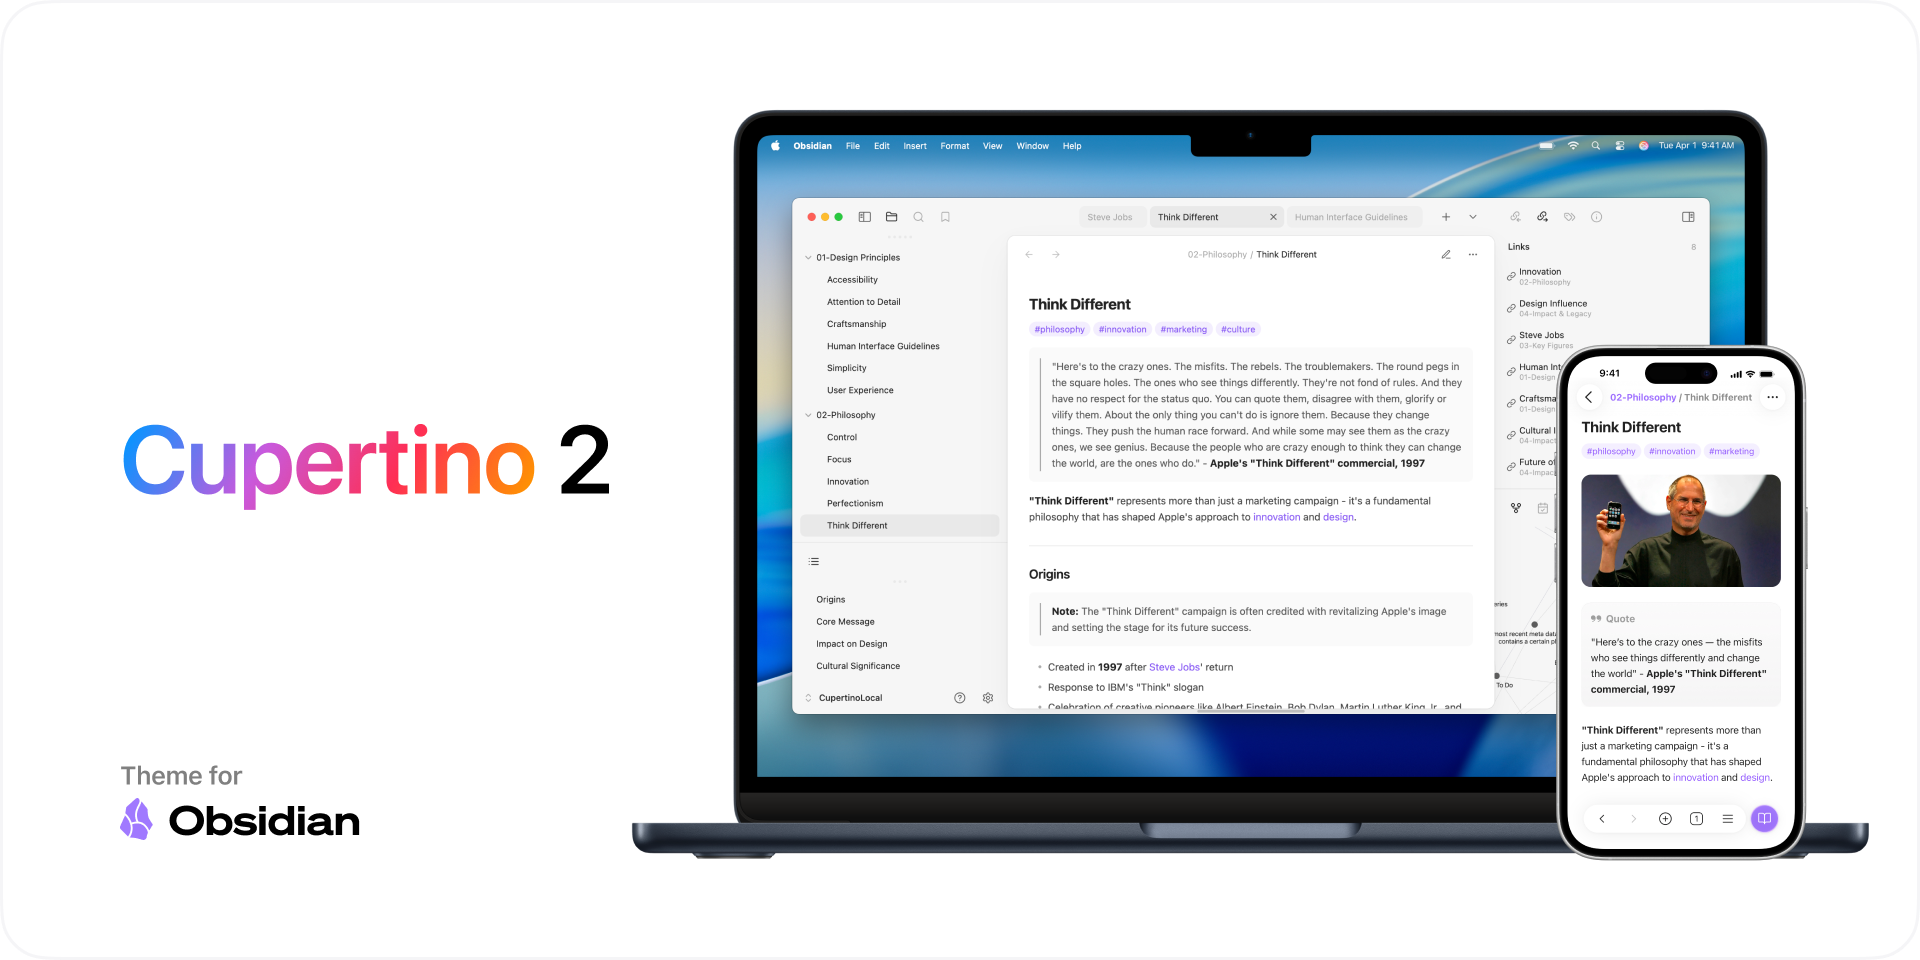 Cupertino 2
Theme for
Obsidian
Obsidian File Edit Insert Format View Window Help
Tue Apr 1 9:41 AM
Steve Jobs
Think Different
Human Interface Guidelines
01-Design Principles
Accessibility
Attention to Detail
Craftsmanship
Human Interface Guidelines
Simplicity
User Experience
02-Philosophy
Control
Focus
Innovation
Perfectionism
Think Different
Origins
Core Message
Impact on Design
Cultural Significance
CupertinoLocal
02-Philosophy / Think Different
Think Different
#philosophy #innovation #marketing #culture
"Here's to the crazy ones. The misfits. The rebels. The troublemakers. The round pegs in
the square holes. The ones who see things differently. They're not fond of rules. And they
have no respect for the status quo. You can quote them, disagree with them, glorify or
vilify them. About the only thing you can't do is ignore them. Because they change
things. They push the human race forward. And while some may see them as the crazy
ones, we see genius. Because the people who are crazy enough to think they can change
the world, are the ones who do." - Apple's "Think Different" commercial, 1997
"Think Different" represents more than just a marketing campaign - it's a fundamental
philosophy that has shaped Apple's approach to innovation and design.
Origins
Note: The "Think Different" campaign is often credited with revitalizing Apple's image
and setting the stage for its future success.
• Created in 1997 after Steve Jobs' return
• Response to IBM's "Think" slogan
• Celebration of creative pioneers like Albert Einstein, Bob Dylan, Martin Luther King, Jr., and
Links 8
Innovation
02-Philosophy
Design Influence
04-Impact & Legacy
Steve Jobs
03-Key Figures
Human Int
01-Design
Craftsma
01-Design
Cultural I
04-Impac
Future of
04-Impac
eries
most recent meta data
contains a certain p
To Do
9:41
02-Philosophy / Think Different
Think Different
#philosophy #innovation #marketing
Quote
"Here's to the crazy ones — the misfits
who see things differently and change
the world" - Apple's "Think Different"
commercial, 1997
"Think Different" represents more than
just a marketing campaign - it's a
fundamental philosophy that has shaped
Apple's approach to innovation and design.
1